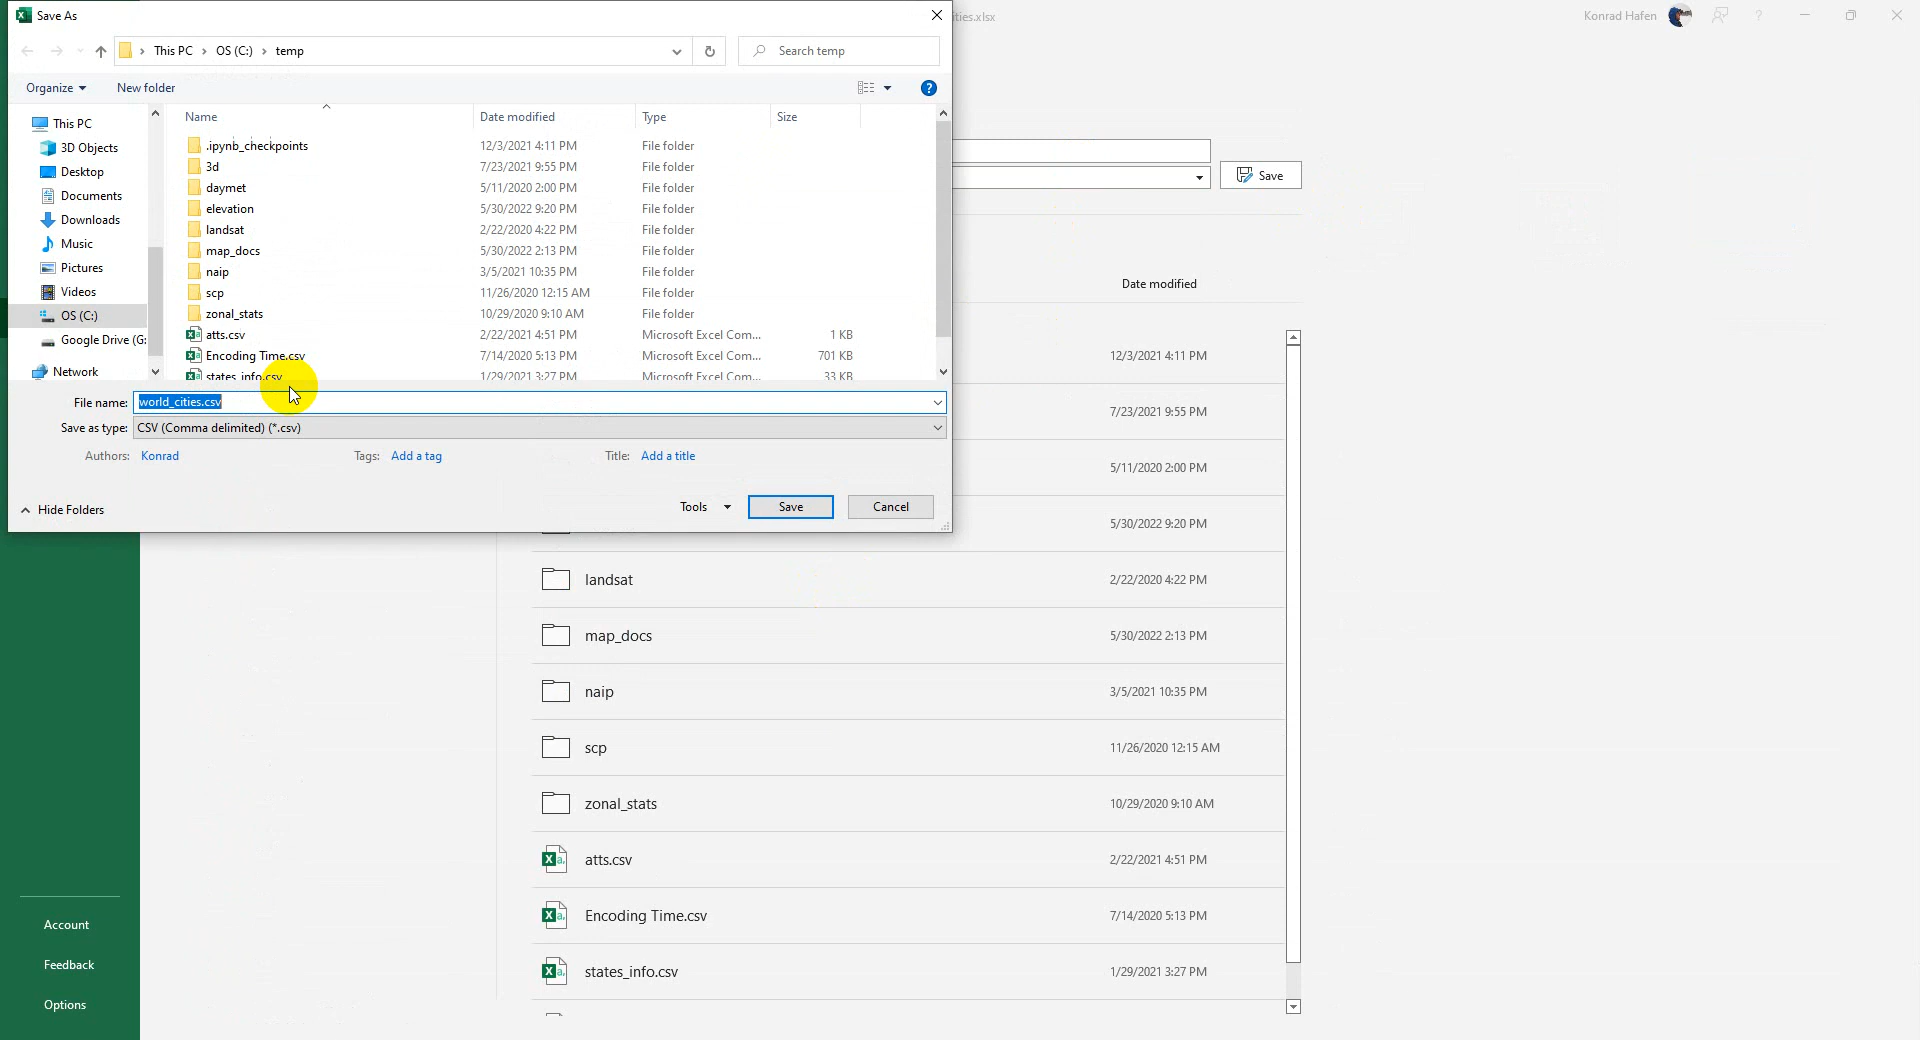 Save As
ities.xlsx
Konrad Hafen
?
This PC > OS (C:) > temp
Search temp
Organize
New folder
?
Name Date modified Type Size
This PC
3D Objects
Desktop
Documents
Downloads
Music
Pictures
Videos
OS (C:)
Google Drive (G:
Network
.ipynb_checkpoints 12/3/2021 4:11 PM File folder
3d 7/23/2021 9:55 PM File folder
daymet 5/11/2020 2:00 PM File folder
elevation 5/30/2022 9:20 PM File folder
landsat 2/22/2020 4:22 PM File folder
map_docs 5/30/2022 2:13 PM File folder
naip 3/5/2021 10:35 PM File folder
scp 11/26/2020 12:15 AM File folder
zonal_stats 10/29/2020 9:10 AM File folder
atts.csv 2/22/2021 4:51 PM Microsoft Excel Com... 1 KB
Encoding Time.csv 7/14/2020 5:13 PM Microsoft Excel Com... 701 KB
states_info.csv 1/29/2021 3:27 PM Microsoft Excel Com... 33 KB
File name: world_cities.csv
Save as type: CSV (Comma delimited) (*.csv)
Authors: Konrad Tags: Add a tag Title: Add a title
Hide Folders
Tools Save Cancel
Save
Date modified
12/3/2021 4:11 PM
7/23/2021 9:55 PM
5/11/2020 2:00 PM
5/30/2022 9:20 PM
landsat 2/22/2020 4:22 PM
map_docs 5/30/2022 2:13 PM
naip 3/5/2021 10:35 PM
scp 11/26/2020 12:15 AM
zonal_stats 10/29/2020 9:10 AM
atts.csv 2/22/2021 4:51 PM
Encoding Time.csv 7/14/2020 5:13 PM
states_info.csv 1/29/2021 3:27 PM
Account
Feedback
Options